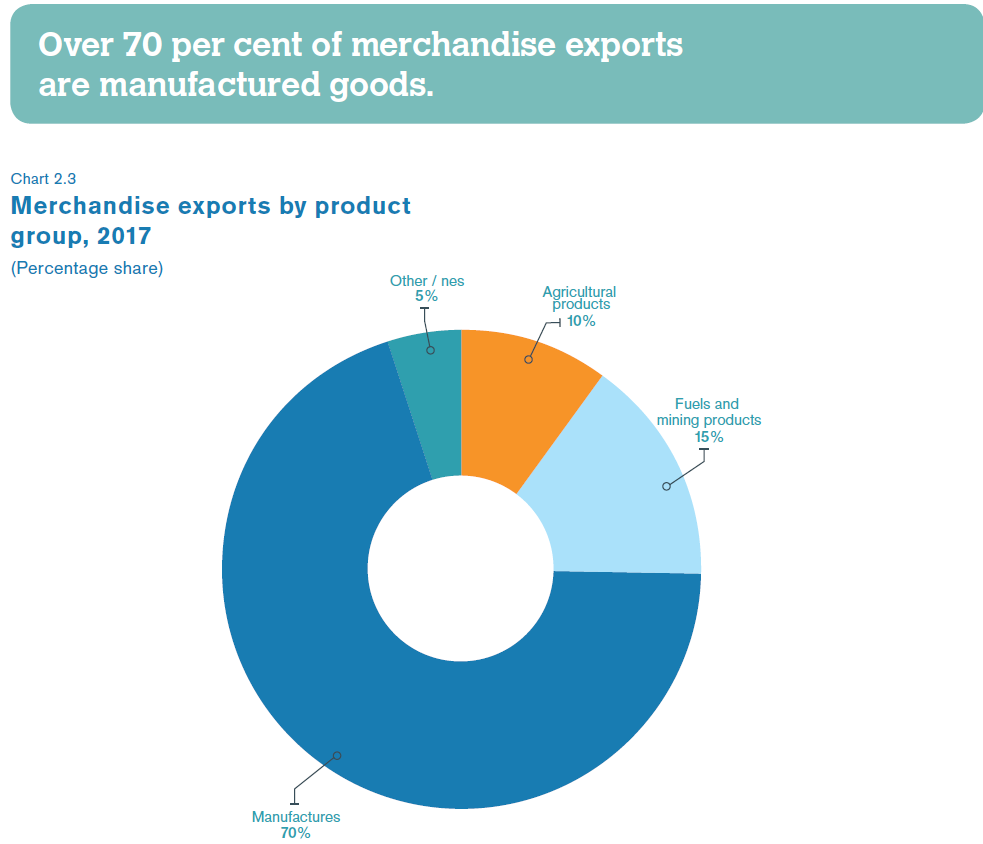 Over 70 per cent of merchandise exports
are manufactured goods.
Chart 2.3
Merchandise exports by product
group, 2017
(Percentage share)
Other / nes
5%
Agricultural
products
10%
Fuels and
mining products
15%
Manufactures
70%